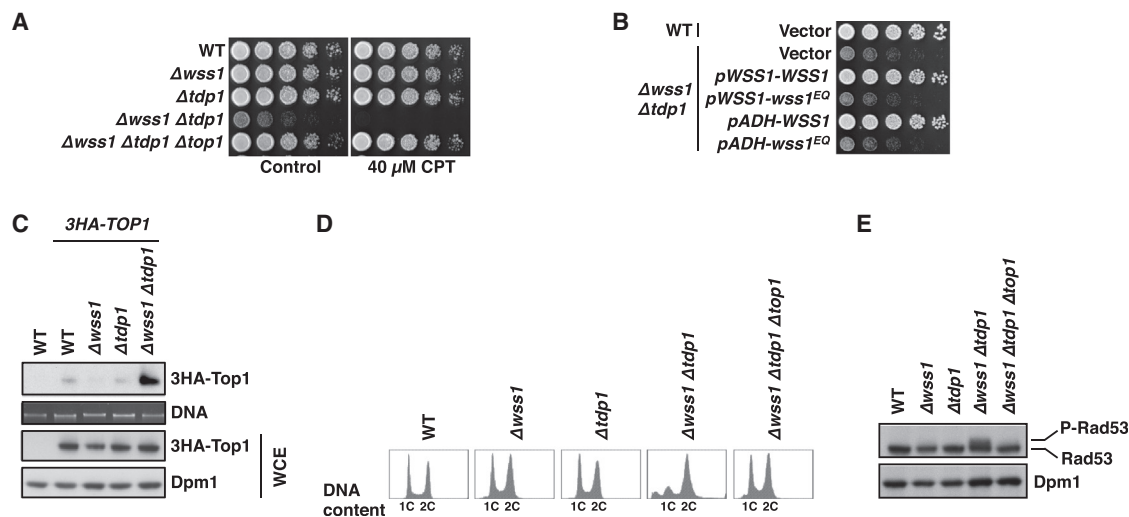 A
WT
Δwss1
Δtdp1
Δwss1 Δtdp1
Δwss1 Δtdp1 Δtop1
Control
40 µM CPT
B
WT
Vector
Δwss1
Δtdp1
Vector
pWSS1-WSS1
pWSS1-wss1EQ
pADH-WSS1
pADH-wss1EQ
C
3HA-TOP1
WT
WT
Δwss1
Δtdp1
Δwss1 Δtdp1
3HA-Top1
DNA
3HA-Top1
Dpm1
WCE
D
WT
Δwss1
Δtdp1
Δwss1 Δtdp1
Δwss1 Δtdp1 Δtop1
DNA
content
1C 2C
1C 2C
1C 2C
1C 2C
1C 2C
E
WT
Δwss1
Δtdp1
Δwss1 Δtdp1
Δwss1 Δtdp1 Δtop1
P-Rad53
Rad53
Dpm1